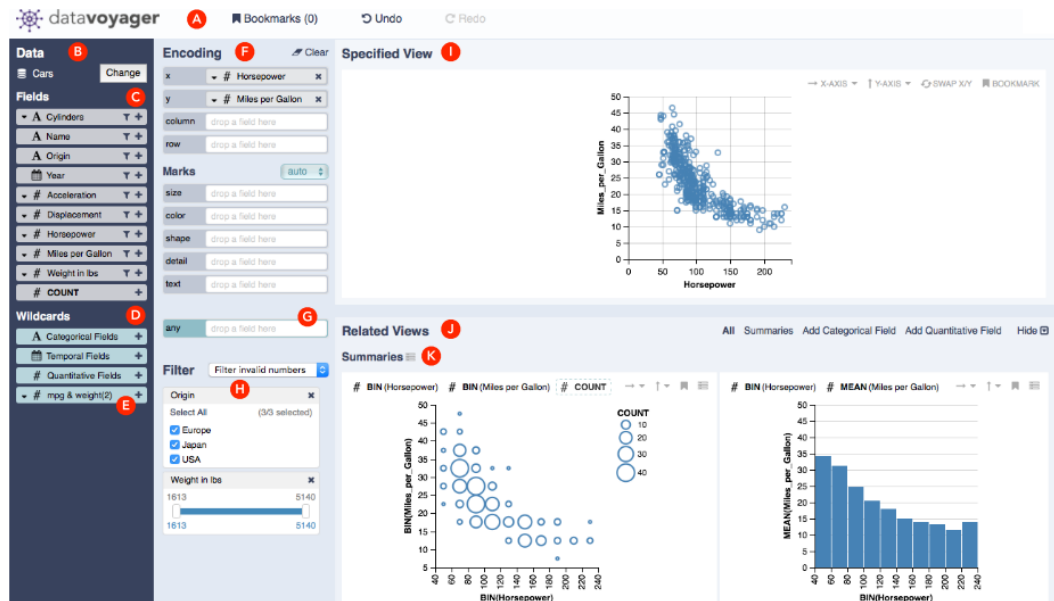 datavoyager A Bookmarks (0) Undo Redo
Data B
Cars Change
Fields C
A Cylinders
A Name
A Origin
Year
# Acceleration
# Displacement
# Horsepower
# Miles per Gallon
# Weight in lbs
# COUNT
Wildcards D
A Categorical Fields
Temporal Fields
# Quantitative Fields
# mpg & weight(2)
E
Encoding F Clear
x # Horsepower
y # Miles per Gallon
column drop a field here
row drop a field here
Marks auto
size drop a field here
color drop a field here
shape drop a field here
detail drop a field here
text drop a field here
G
any drop a field here
Filter Filter invalid numbers
H
Origin
Select All (3/3 selected)
Europe
Japan
USA
Weight in lbs
1613 5140
1613 5140
Specified View I
X-AXIS Y-AXIS SWAP X/Y BOOKMARK
Miles_per_Gallon
50
45
40
35
30
25
20
15
10
5
0
0 50 100 150 200
Horsepower
Related Views J All Summaries Add Categorical Field Add Quantitative Field Hide
Summaries K
# BIN (Horsepower) # BIN (Miles per Gallon) # COUNT
BIN(Miles_per_Gallon)
50
45
40
35
30
25
20
15
10
5
40 60 80 100 120 140 160 180 200 220 240
BIN(Horsepower)
COUNT
10
20
30
40
# BIN (Horsepower) # MEAN (Miles per Gallon)
MEAN(Miles_per_Gallon)
50
45
40
35
30
25
20
15
10
5
0
40 60 80 100 120 140 160 180 200 220 240
BIN(Horsepower)